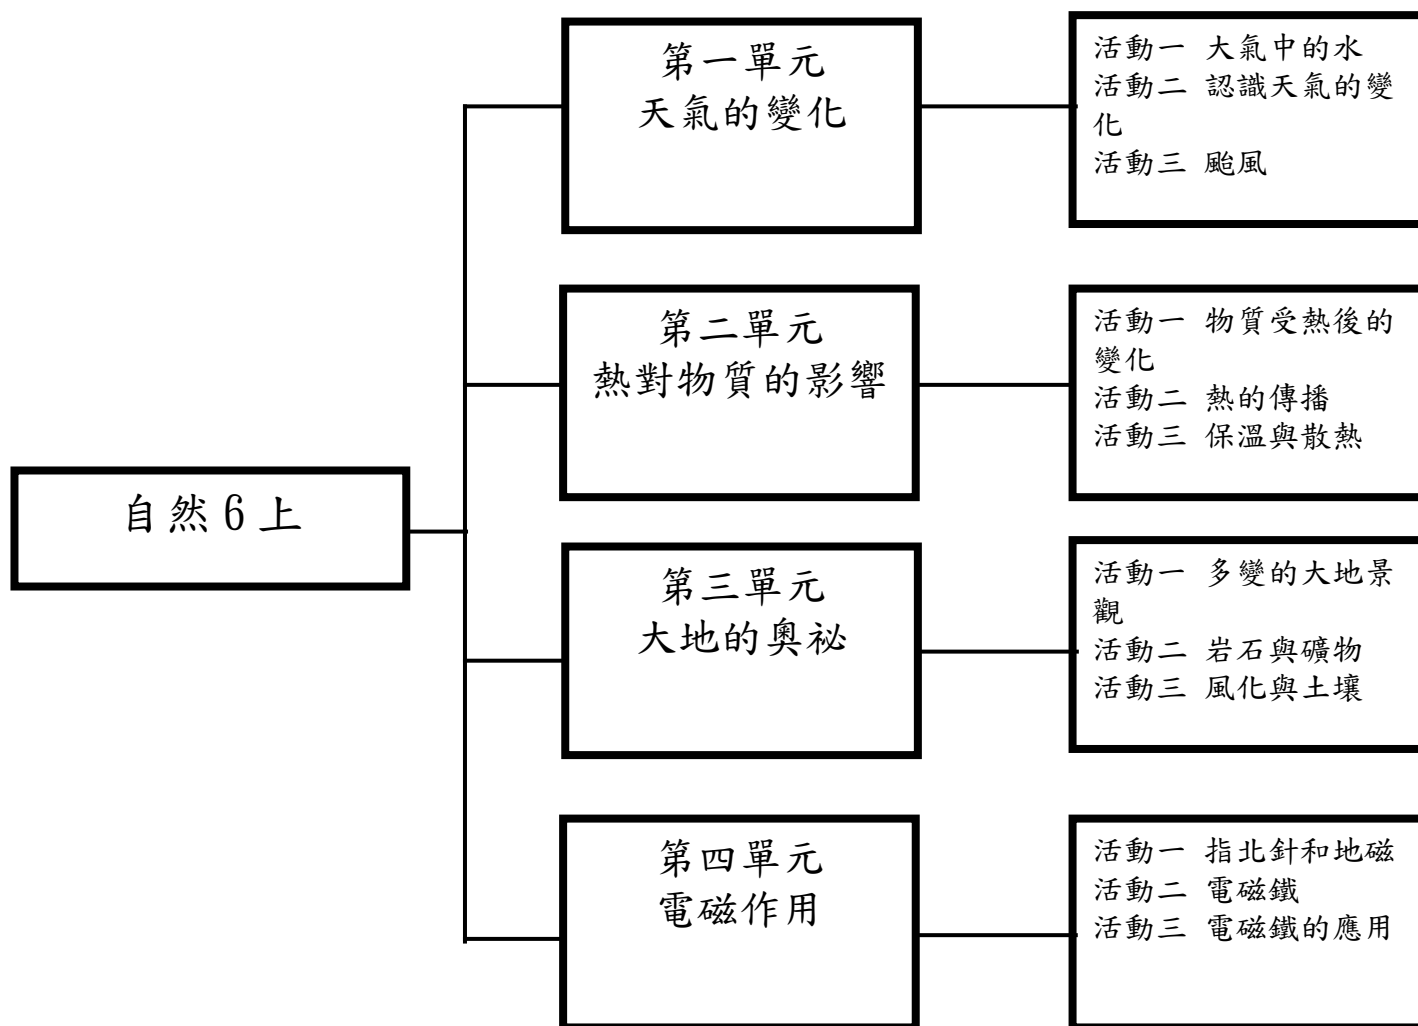 第一單元
天氣的變化
活動一 大氣中的水
活動二 認識天氣的變
化
活動三 颱風
第二單元
熱對物質的影響
活動一 物質受熱後的
變化
活動二 熱的傳播
活動三 保溫與散熱
自然6上
第三單元
大地的奧祕
活動一 多變的大地景
觀
活動二 岩石與礦物
活動三 風化與土壤
第四單元
電磁作用
活動一 指北針和地磁
活動二 電磁鐵
活動三 電磁鐵的應用